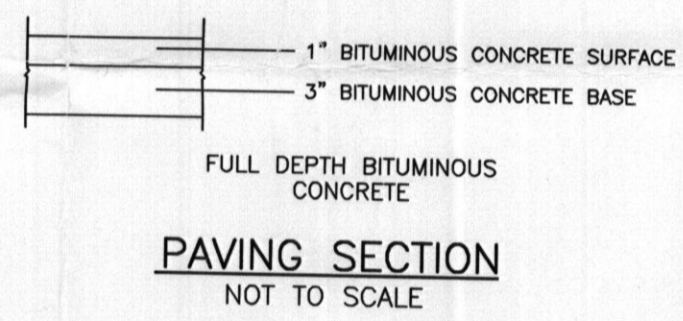 1" BITUMINOUS CONCRETE SURFACE
3" BITUMINOUS CONCRETE BASE
FULL DEPTH BITUMINOUS
CONCRETE
PAVING SECTION
NOT TO SCALE